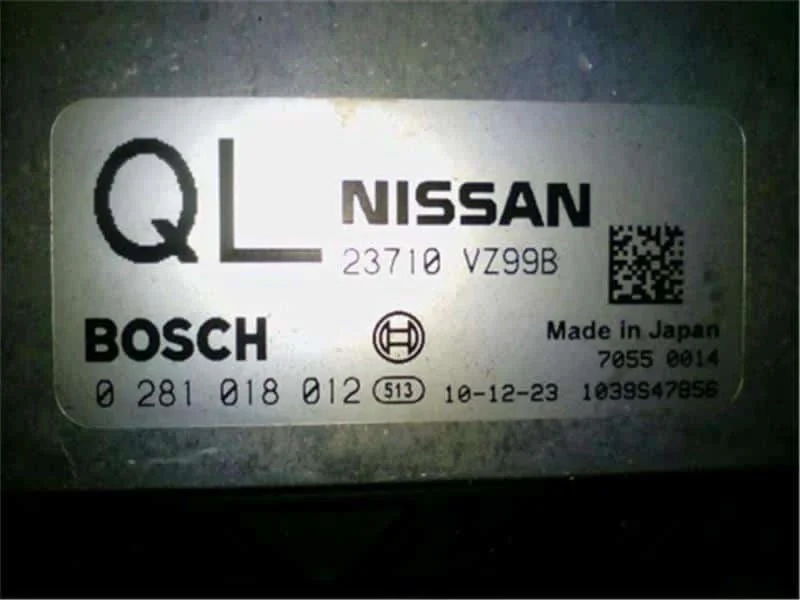 QL
NISSAN
23710 VZ99B
BOSCH
Made in Japan
7055 0014
0 281 018 012 513 10-12-23 1039S47856